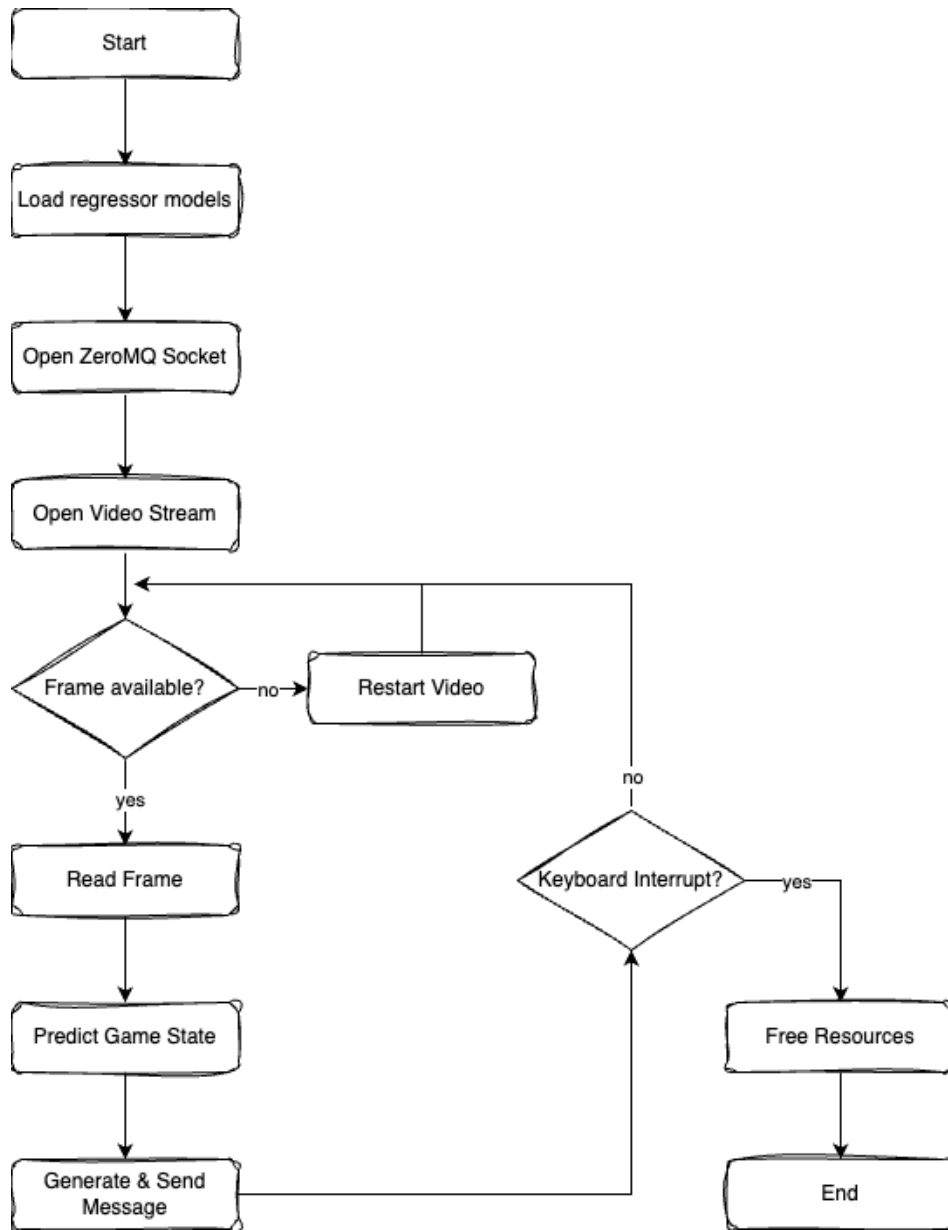 Start
Load regressor models
Open ZeroMQ Socket
Open Video Stream
Frame available?
no
Restart Video
yes
no
Read Frame
Keyboard Interrupt?
yes
Predict Game State
Free Resources
Generate & Send
Message
End